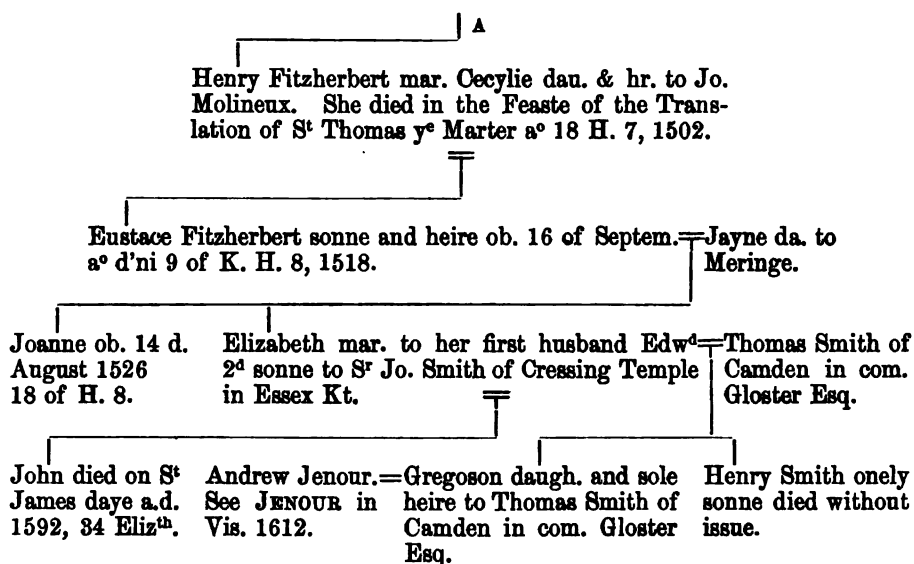 A
Henry Fitzherbert mar. Cecylie dau. & hr. to Jo.
Molineux. She died in the Feaste of the Trans-
lation of Sᵗ Thomas yᵉ Marter aᵒ 18 H. 7, 1502.
Eustace Fitzherbert sonne and heire ob. 16 of Septem.
aᵒ d'ni 9 of K. H. 8, 1518.
Jayne da. to
Meringe.
Joanne ob. 14 d.
August 1526
18 of H. 8.
Elizabeth mar. to her first husband Edwᵈ
2ᵈ sonne to Sʳ Jo. Smith of Cressing Temple
in Essex Kt.
Thomas Smith of
Camden in com.
Gloster Esq.
John died on Sᵗ
James daye a.d.
1592, 34 Elizᵗʰ.
Andrew Jenour.=
See JENOUR in
Vis. 1612.
Gregoson daugh. and sole
heire to Thomas Smith of
Camden in com. Gloster
Esq.
Henry Smith onely
sonne died without
issue.